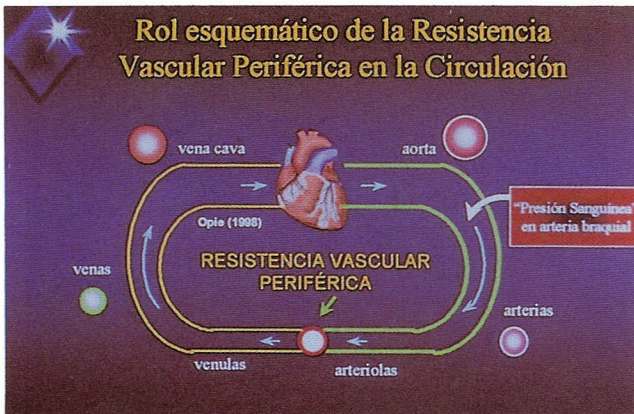 Rol esquemático de la Resistencia
Vascular Periférica en la Circulación
vena cava
aorta
"Presión Sanguínea"
en arteria braquial
Opie (1998)
RESISTENCIA VASCULAR
PERIFÉRICA
venas
arterias
venulas
arteriolas